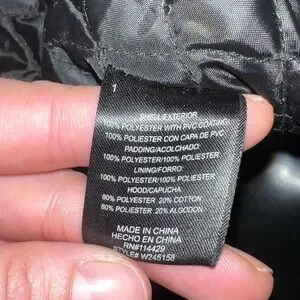 1
SHELL/EXTERIOR
100% POLYESTER WITH PVC COATING
100% POLIESTER CON CAPA DE PVC
PADDING/ACOLCHADO:
100% POLYESTER/100% POLIESTER
LINING/FORRO
100% POLYESTER/100% POLIESTER
HOOD/CAPUCHA
80% POLYESTER 20% COTTON
80% POLIESTER 20% ALGODON
MADE IN CHINA
HECHO EN CHINA
RN#114429
STYLE# W245158